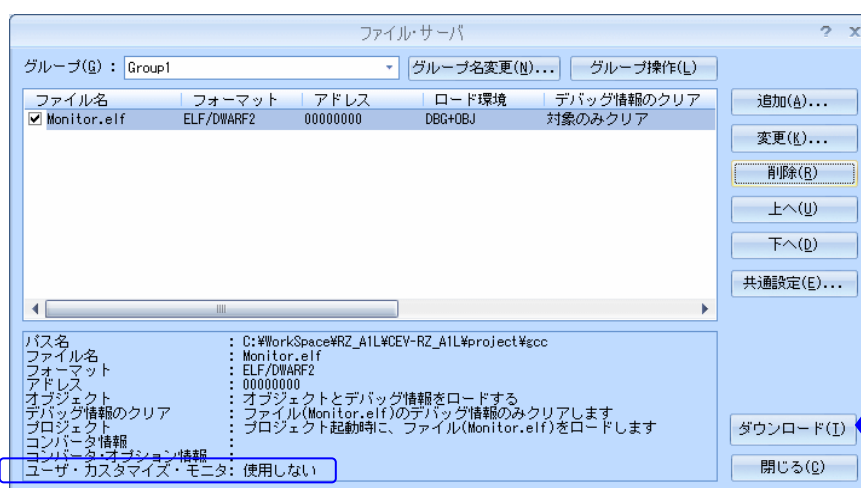 ファイル・サーバ
? x
グループ(G) : Group1 グループ名変更(N)... グループ操作(L)
ファイル名 フォーマット アドレス ロード環境 デバッグ情報のクリア
Monitor.elf ELF/DWARF2 00000000 DBG+OBJ 対象のみクリア
追加(A)...
変更(K)...
削除(R)
上へ(U)
下へ(D)
共通設定(E)...
パス名 : C:¥WorkSpace¥RZ_A1L¥CEV-RZ_A1L¥project¥gcc
ファイル名 : Monitor.elf
フォーマット : ELF/DWARF2
アドレス : 00000000
オブジェクト : オブジェクトとデバッグ情報をロードする
デバッグ情報のクリア : ファイル(Monitor.elf)のデバッグ情報のみクリアします
プロジェクト : プロジェクト起動時に、ファイル(Monitor.elf)をロードします
コンバータ情報 :
コンバータ・オプション情報 :
ユーザ・カスタマイズ・モニタ: 使用しない
ダウンロード(T)
閉じる(C)